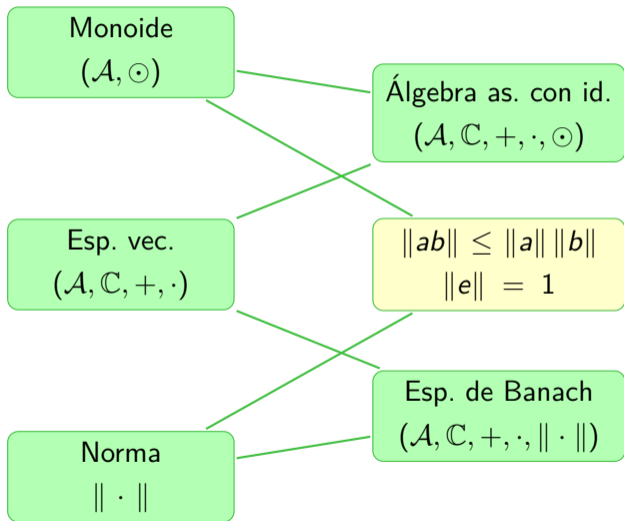 Monoide
(𝒜, ⊙)
Álgebra as. con id.
(𝒜, ℂ, +, ·, ⊙)
Esp. vec.
(𝒜, ℂ, +, ·)
‖ab‖ ≤ ‖a‖ ‖b‖
‖e‖ = 1
Esp. de Banach
(𝒜, ℂ, +, ·, ‖ · ‖)
Norma
‖ · ‖